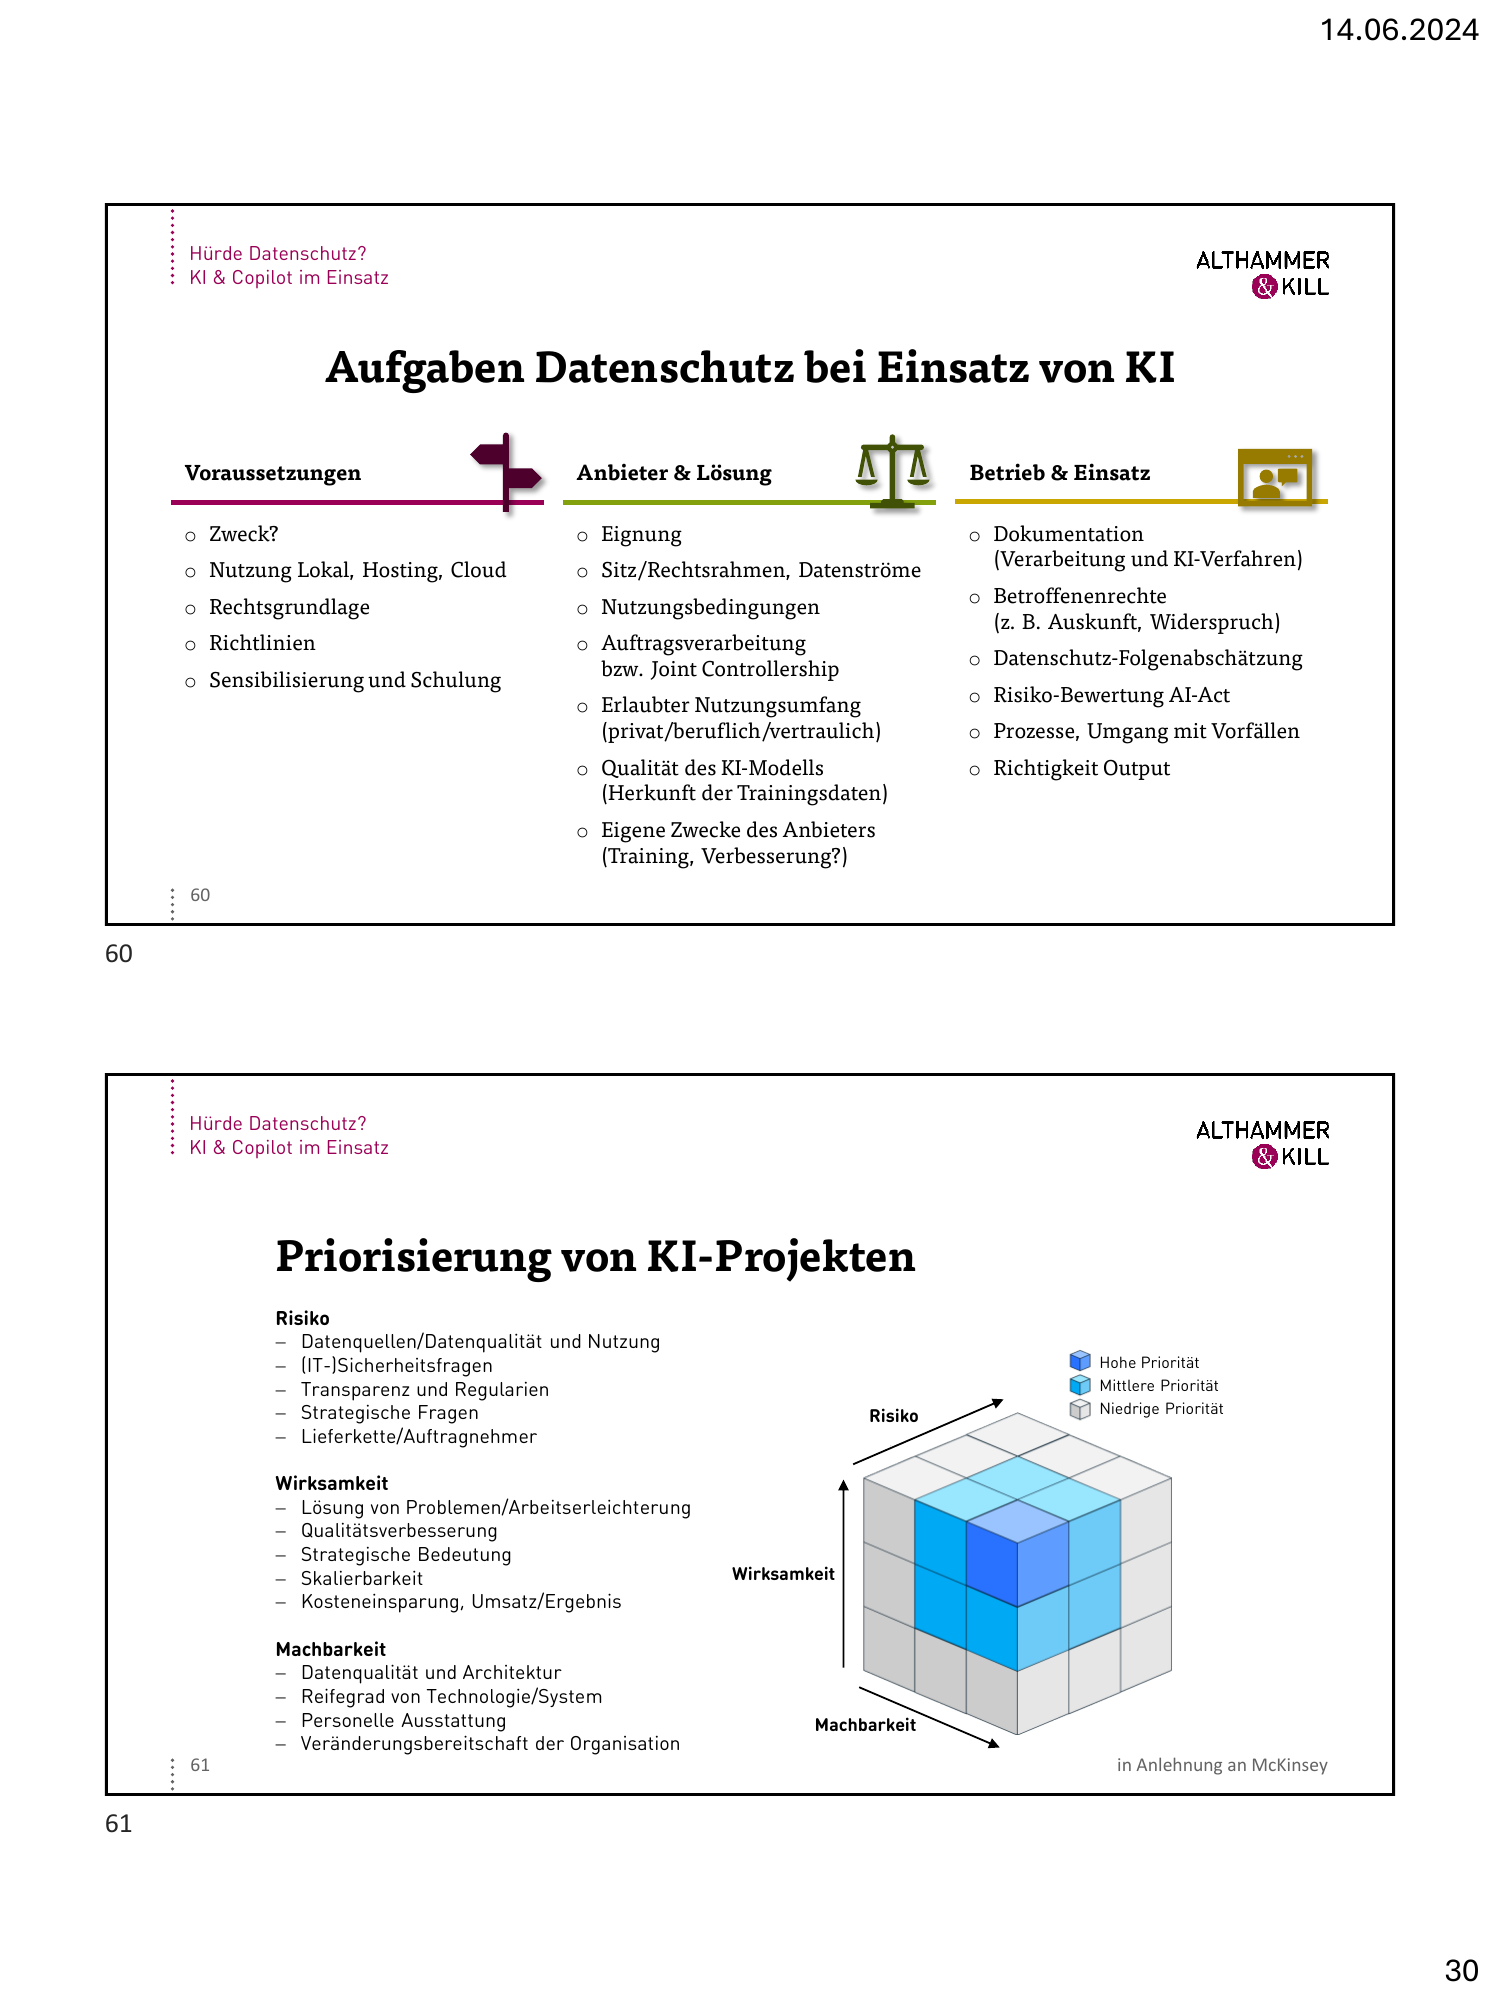 14.06.2024
Hürde Datenschutz?
KI & Copilot im Einsatz
ALTHAMMER
& KILL
Aufgaben Datenschutz bei Einsatz von KI
Voraussetzungen
○ Zweck?
○ Nutzung Lokal, Hosting, Cloud
○ Rechtsgrundlage
○ Richtlinien
○ Sensibilisierung und Schulung
Anbieter & Lösung
○ Eignung
○ Sitz/Rechtsrahmen, Datenströme
○ Nutzungsbedingungen
○ Auftragsverarbeitung
bzw. Joint Controllership
○ Erlaubter Nutzungsumfang
(privat/beruflich/vertraulich)
○ Qualität des KI-Modells
(Herkunft der Trainingsdaten)
○ Eigene Zwecke des Anbieters
(Training, Verbesserung?)
Betrieb & Einsatz
○ Dokumentation
(Verarbeitung und KI-Verfahren)
○ Betroffenenrechte
(z. B. Auskunft, Widerspruch)
○ Datenschutz-Folgenabschätzung
○ Risiko-Bewertung AI-Act
○ Prozesse, Umgang mit Vorfällen
○ Richtigkeit Output
60
60
Hürde Datenschutz?
KI & Copilot im Einsatz
ALTHAMMER
& KILL
Priorisierung von KI-Projekten
Risiko
– Datenquellen/Datenqualität und Nutzung
– (IT-)Sicherheitsfragen
– Transparenz und Regularien
– Strategische Fragen
– Lieferkette/Auftragnehmer
Wirksamkeit
– Lösung von Problemen/Arbeitserleichterung
– Qualitätsverbesserung
– Strategische Bedeutung
– Skalierbarkeit
– Kosteneinsparung, Umsatz/Ergebnis
Machbarkeit
– Datenqualität und Architektur
– Reifegrad von Technologie/System
– Personelle Ausstattung
– Veränderungsbereitschaft der Organisation
Hohe Priorität
Mittlere Priorität
Niedrige Priorität
Risiko
Wirksamkeit
Machbarkeit
61
in Anlehnung an McKinsey
61
30